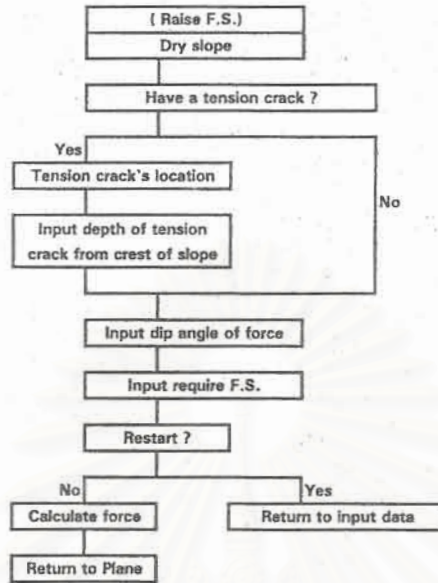 ( Raise F.S.)
Dry slope
Have a tension crack ?
Yes
Tension crack's location
No
Input depth of tension
crack from crest of slope
Input dip angle of force
Input require F.S.
Restart ?
No
Yes
Calculate force
Return to input data
Return to Plane